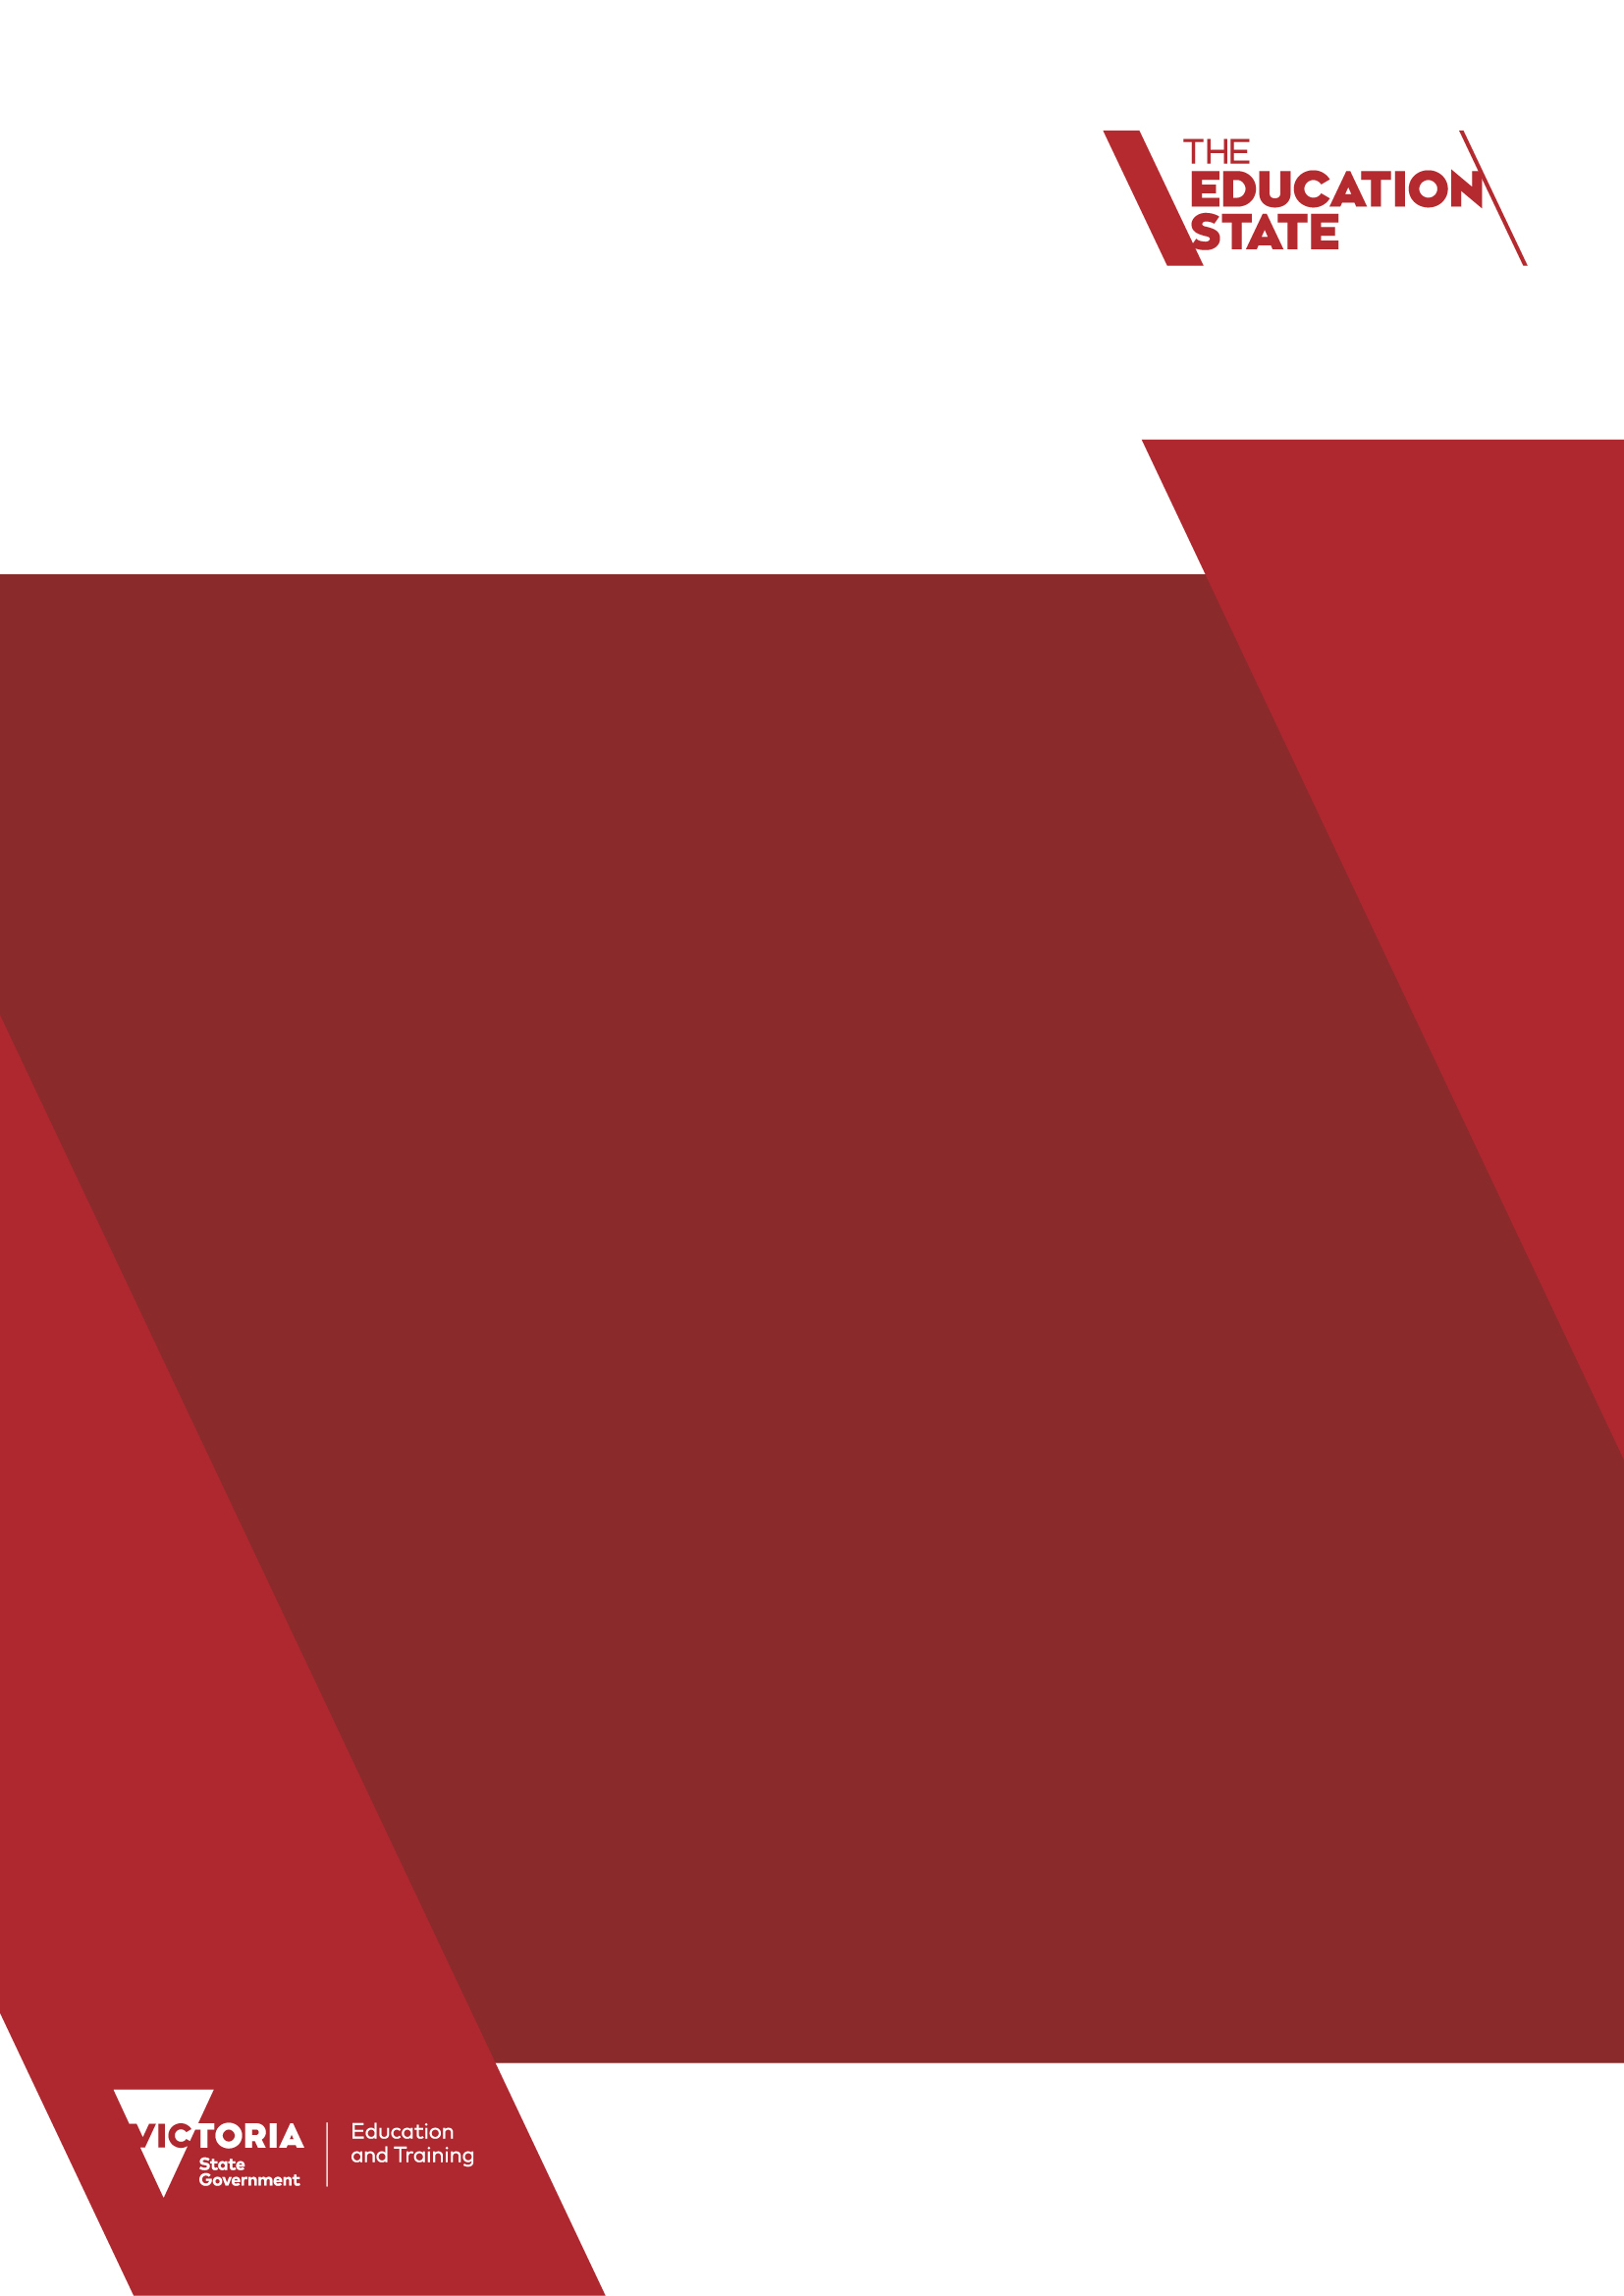 THE
EDUCATION
STATE
VICTORIA
State
Government
Education
and Training